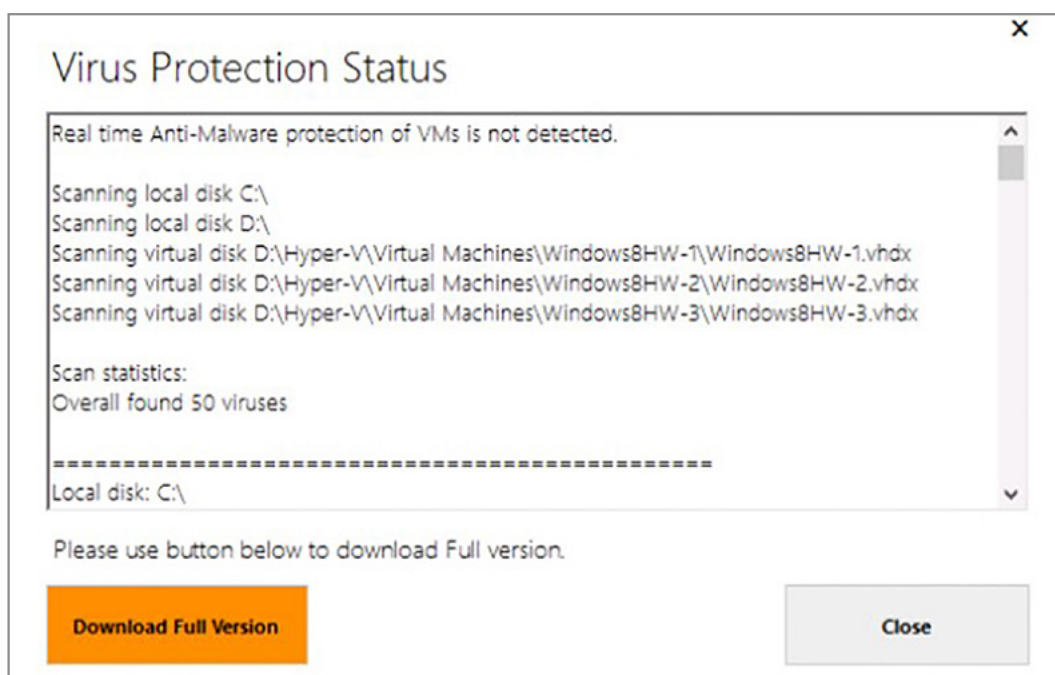 Virus Protection Status
Real time Anti-Malware protection of VMs is not detected.
Scanning local disk C:\
Scanning local disk D:\
Scanning virtual disk D:\Hyper-V\Virtual Machines\Windows8HW-1\Windows8HW-1.vhdx
Scanning virtual disk D:\Hyper-V\Virtual Machines\Windows8HW-2\Windows8HW-2.vhdx
Scanning virtual disk D:\Hyper-V\Virtual Machines\Windows8HW-3\Windows8HW-3.vhdx
Scan statistics:
Overall found 50 viruses
===============================================
Local disk: C:\
Please use button below to download Full version.
Download Full Version
Close